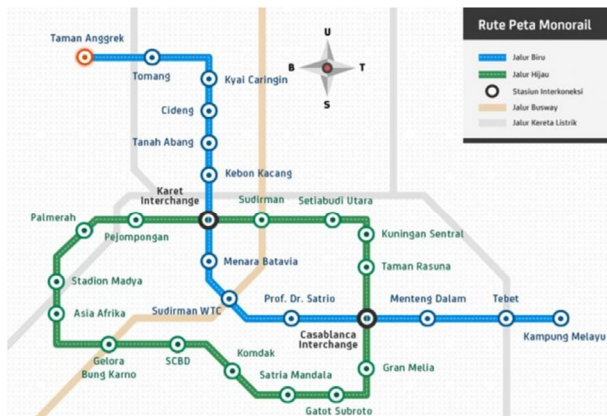 Rute Peta Monorail
Jalur Biru
Jalur Hijau
Stasiun Interkoneksi
Jalur Busway
Jalur Kereta Listrik
U
B
T
S
Taman Anggrek
Tomang
Kyai Caringin
Cideng
Tanah Abang
Kebon Kacang
Karet
Interchange
Sudirman
Setiabudi Utara
Palmerah
Pejompongan
Kuningan Sentral
Menara Batavia
Taman Rasuna
Stadion Madya
Asia Afrika
Sudirman WTC
Prof. Dr. Satrio
Menteng Dalam
Tebet
Kampung Melayu
Casablanca
Interchange
Gelora
Bung Karno
SCBD
Komdak
Satria Mandala
Gran Melia
Gatot Subroto